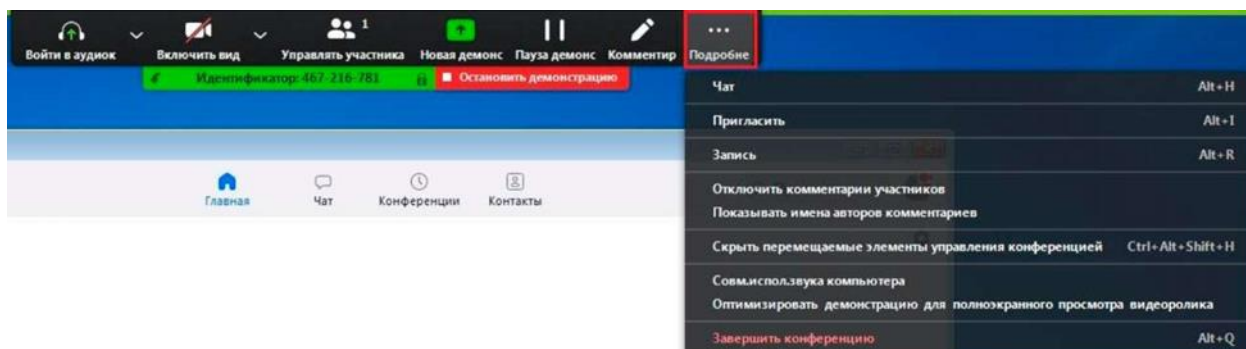 1
Войти в аудиок Включить вид Управлять участника Новая демонс Пауза демонс Комментир Подробне
Идентификатор: 467-216-781 Остановить демонстрацию
Чат Alt+H
Пригласить Alt+I
Запись Alt+R
Отключить комментарии участников
Показывать имена авторов комментариев
Скрыть перемещаемые элементы управления конференцией Ctrl+Alt+Shift+H
Совм.использ.звука компьютера
Оптимизировать демонстрацию для полноэкранного просмотра видеоролика
Завершить конференцию Alt+Q
Главная Чат Конференции Контакты